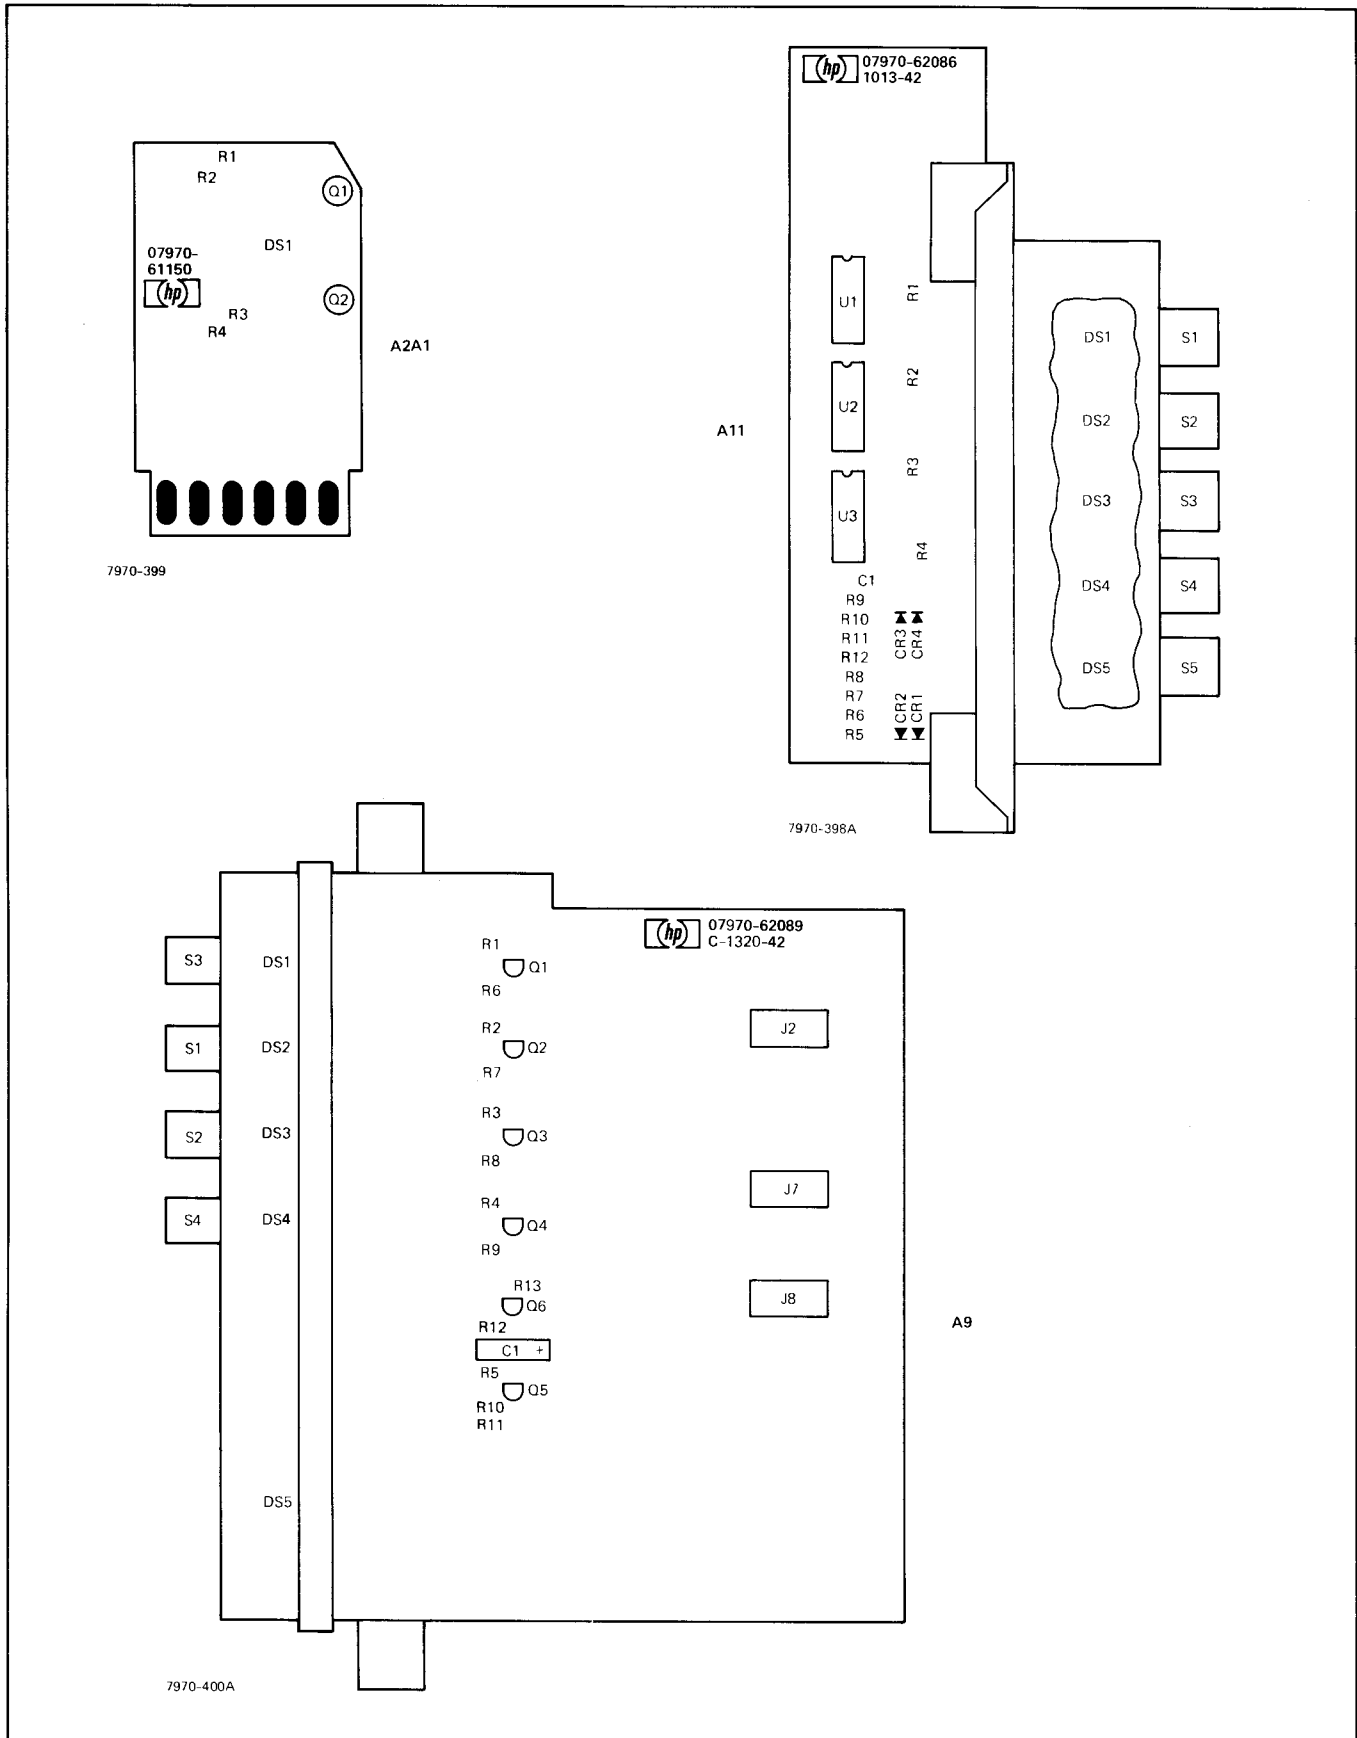 hp 07970-62086
1013-42
R1
R2
Q1
DS1
07970-
61150
hp
Q2
R3
R4
A2A1
7970-399
A11
U1
U2
U3
R1
R2
R3
R4
C1
R9
R10
R11
R12
R8
R7
R6
R5
CR3
CR4
CR2
CR1
DS1
DS2
DS3
DS4
DS5
S1
S2
S3
S4
S5
7970-398A
hp 07970-62089
C-1320-42
S3 DS1
S1 DS2
S2 DS3
S4 DS4
DS5
R1
Q1
R6
R2
Q2
R7
R3
Q3
R8
R4
Q4
R9
R13
Q6
R12
C1 +
R5
Q5
R10
R11
J2
J7
J8
A9
7970-400A